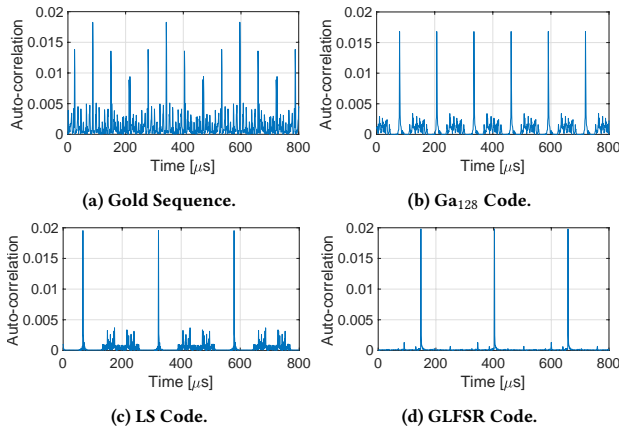 0.02
0.015
0.01
0.005
0
0 200 400 600 800
Auto-correlation
Time [μs]
(a) Gold Sequence.
0.02
0.015
0.01
0.005
0
0 200 400 600 800
Auto-correlation
Time [μs]
(b) Ga128 Code.
0.02
0.015
0.01
0.005
0
0 200 400 600 800
Auto-correlation
Time [μs]
(c) LS Code.
0.02
0.015
0.01
0.005
0
0 200 400 600 800
Auto-correlation
Time [μs]
(d) GLFSR Code.